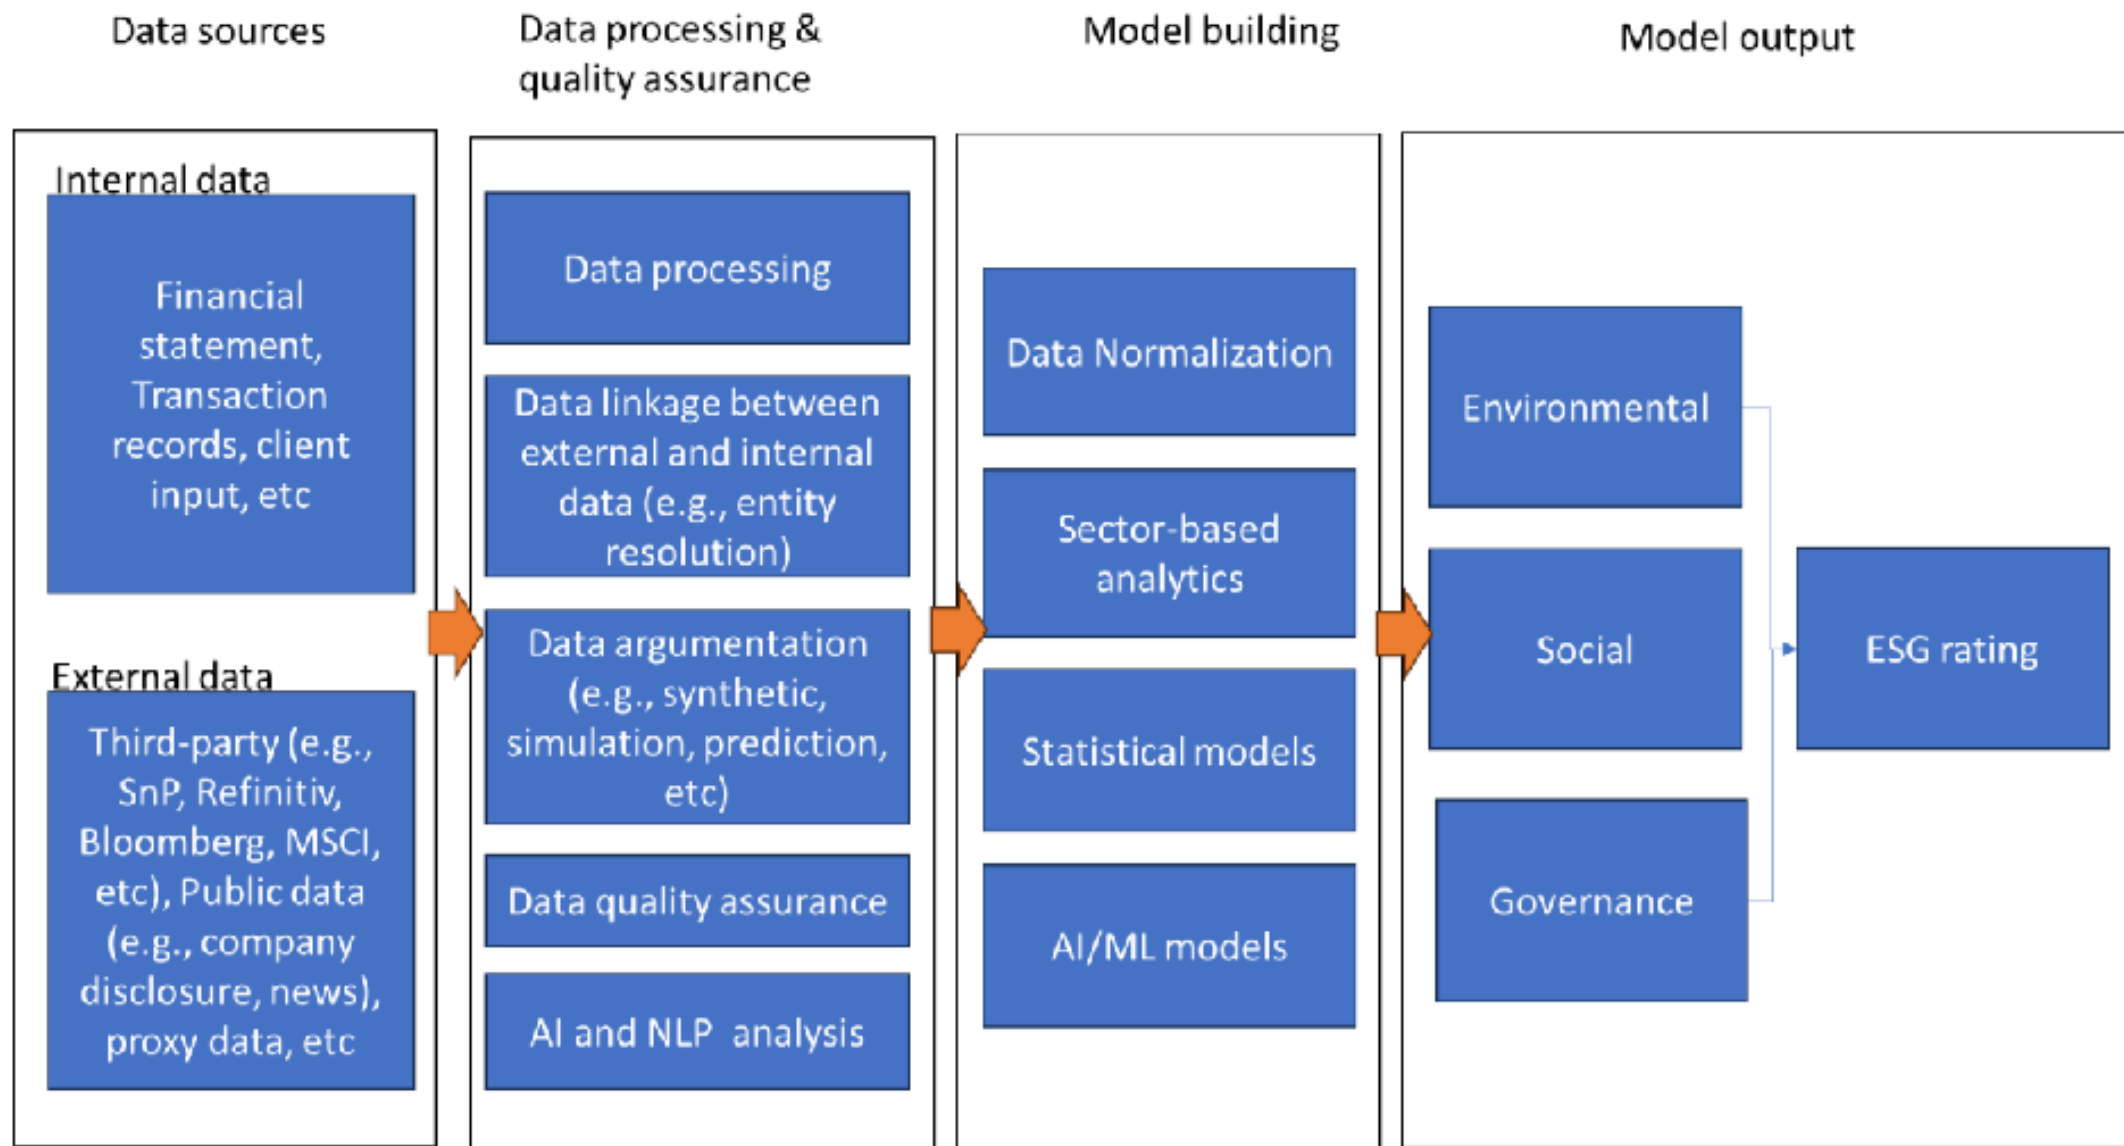 Data sources
Data processing &
quality assurance
Model building
Model output
Internal data
Financial
statement,
Transaction
records, client
input, etc
External data
Third-party (e.g.,
SnP, Refinitiv,
Bloomberg, MSCI,
etc), Public data
(e.g., company
disclosure, news),
proxy data, etc
Data processing
Data linkage between
external and internal
data (e.g., entity
resolution)
Data argumentation
(e.g., synthetic,
simulation, prediction,
etc)
Data quality assurance
AI and NLP analysis
Data Normalization
Sector-based
analytics
Statistical models
AI/ML models
Environmental
Social
Governance
ESG rating